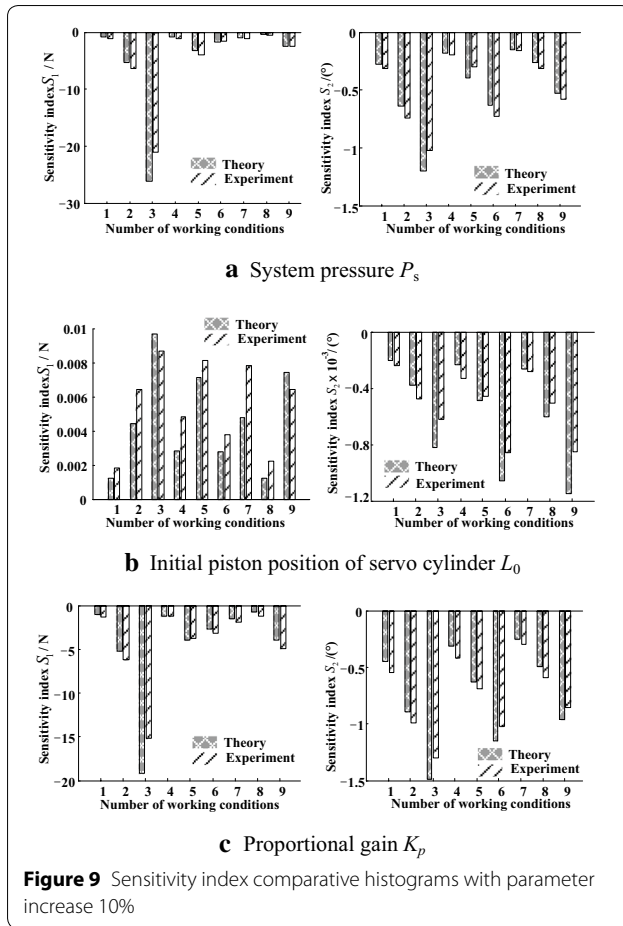 0
−10
−20
−30
Sensitivity index S₁ / N
Theory
Experiment
1 2 3 4 5 6 7 8 9
Number of working conditions
0
−0.5
−1
−1.5
Sensitivity index S₂/(°)
Theory
Experiment
1 2 3 4 5 6 7 8 9
Number of working conditions
a System pressure Pₛ
0.01
0.008
0.006
0.004
0.002
0
Sensitivity index S₁ / N
Theory
Experiment
1 2 3 4 5 6 7 8 9
Number of working conditions
0
−0.4
−0.8
−1.2
Sensitivity index S₂ x 10⁻³/(°)
Theory
Experiment
1 2 3 4 5 6 7 8 9
Number of working conditions
b Initial piston position of servo cylinder L₀
0
−5
−10
−15
−20
Sensitivity index S₁ / N
Theory
Experiment
1 2 3 4 5 6 7 8 9
Number of working conditions
0
−0.5
−1
−1.5
Sensitivity index S₂ /(°)
Theory
Experiment
1 2 3 4 5 6 7 8 9
Number of working conditions
c Proportional gain Kₚ
Figure 9 Sensitivity index comparative histograms with parameter
increase 10%